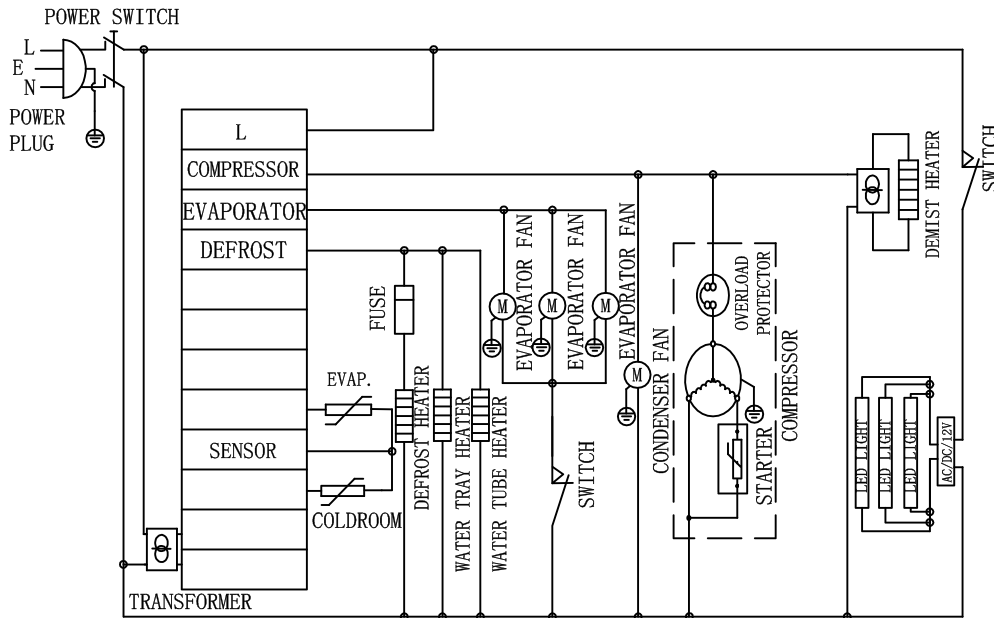 POWER SWITCH
L
E
N
POWER
PLUG
L
COMPRESSOR
EVAPORATOR
DEFROST
SENSOR
EVAP.
COLDROOM
TRANSFORMER
FUSE
DEFROST HEATER
WATER TRAY HEATER
WATER TUBE HEATER
EVAPORATOR FAN
EVAPORATOR FAN
EVAPORATOR FAN
M
M
M
M
SWITCH
CONDENSER FAN
OVERLOAD
PROTECTOR
COMPRESSOR
STARTER
DEMIST HEATER
SWITCH
LED LIGHT
LED LIGHT
LED LIGHT
AC/DC/12V